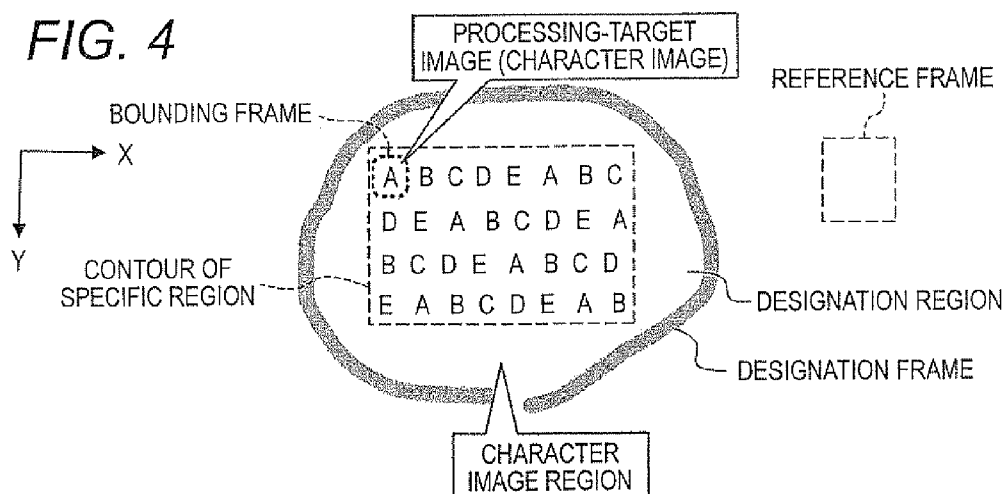 FIG. 4
PROCESSING-TARGET
IMAGE (CHARACTER IMAGE)
REFERENCE FRAME
BOUNDING FRAME
X
Y
A B C D E A B C
D E A B C D E A
B C D E A B C D
E A B C D E A B
CONTOUR OF
SPECIFIC REGION
DESIGNATION REGION
DESIGNATION FRAME
CHARACTER
IMAGE REGION